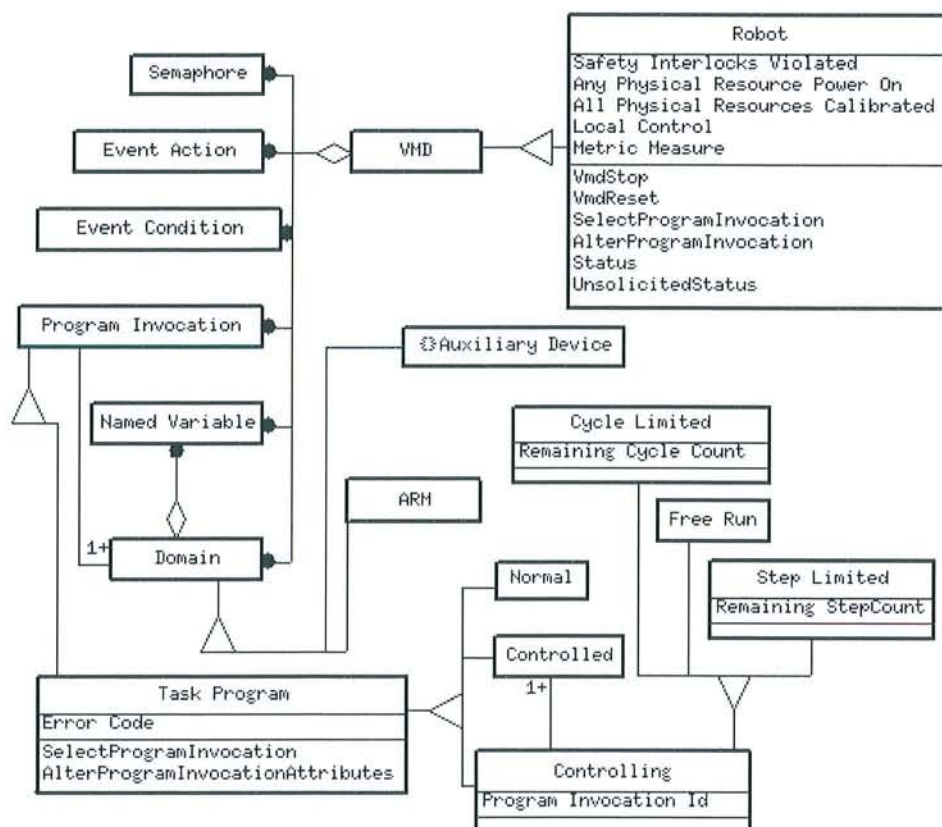 Robot
Safety Interlocks Violated
Any Physical Resource Power On
All Physical Resources Calibrated
Local Control
Metric Measure
VmdStop
VmdReset
SelectProgramInvocation
AlterProgramInvocation
Status
UnsolicitedStatus
Semaphore
Event Action
VMD
Event Condition
Program Invocation
{}Auxiliary Device
Named Variable
Cycle Limited
Remaining Cycle Count
ARM
Free Run
1+
Domain
Normal
Step Limited
Remaining StepCount
Controlled
1+
Task Program
Error Code
SelectProgramInvocation
AlterProgramInvocationAttributes
Controlling
Program Invocation Id